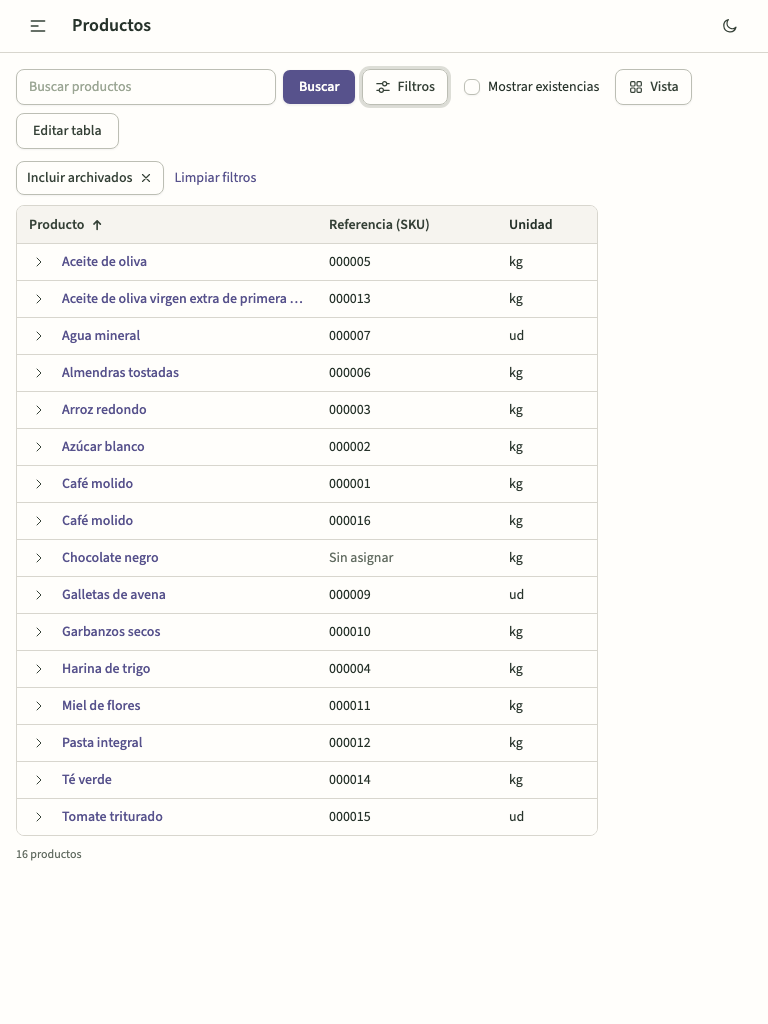 Productos
Buscar productos
Buscar
Filtros
Mostrar existencias
Vista
Editar tabla
Incluir archivados
Limpiar filtros
Producto Referencia (SKU) Unidad
Aceite de oliva 000005 kg
Aceite de oliva virgen extra de primera … 000013 kg
Agua mineral 000007 ud
Almendras tostadas 000006 kg
Arroz redondo 000003 kg
Azúcar blanco 000002 kg
Café molido 000001 kg
Café molido 000016 kg
Chocolate negro Sin asignar kg
Galletas de avena 000009 ud
Garbanzos secos 000010 kg
Harina de trigo 000004 kg
Miel de flores 000011 kg
Pasta integral 000012 kg
Té verde 000014 kg
Tomate triturado 000015 ud
16 productos